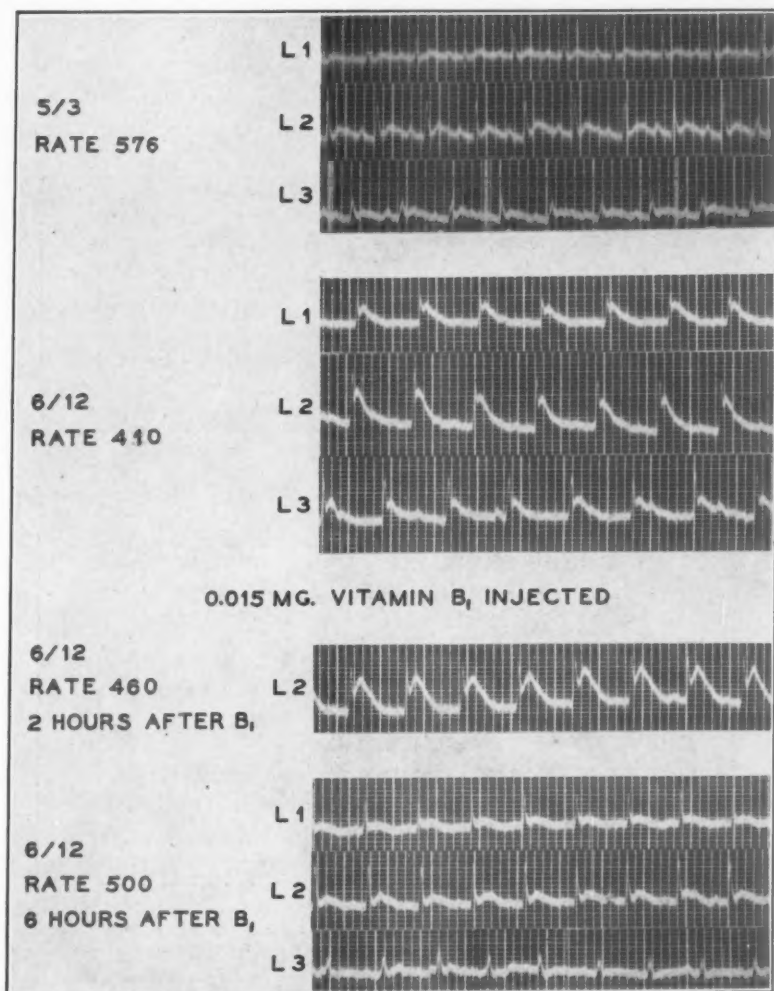 L1
5/3
RATE 576
L2
L3
L1
6/12
RATE 410
L2
L3
0.015 MG. VITAMIN B₁ INJECTED
6/12
RATE 460
2 HOURS AFTER B₁
L2
L1
6/12
RATE 500
6 HOURS AFTER B₁
L2
L3